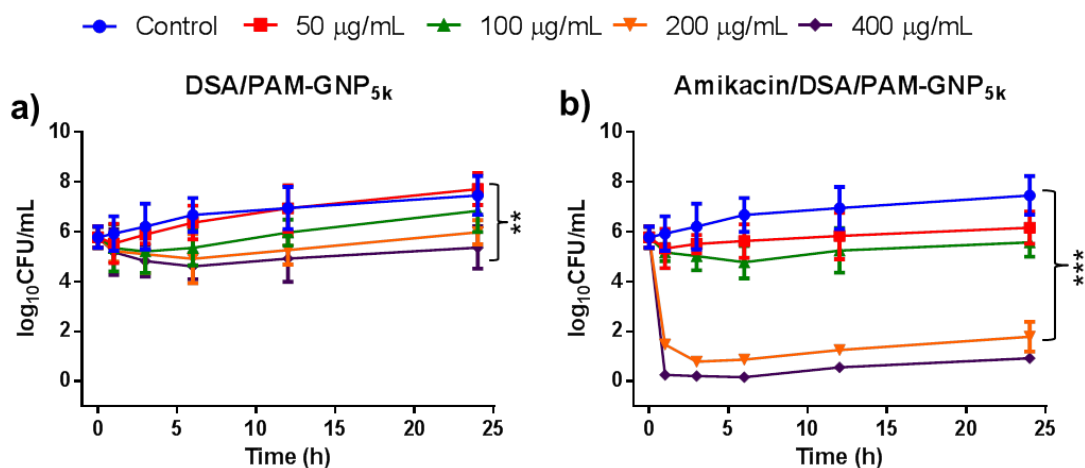 Control 50 μg/mL 100 μg/mL 200 μg/mL 400 μg/mL
a) DSA/PAM-GNP5k
10
8
6
4
2
0
log10CFU/mL
**
0 5 10 15 20 25
Time (h)
b) Amikacin/DSA/PAM-GNP5k
10
8
6
4
2
0
log10CFU/mL
***
0 5 10 15 20 25
Time (h)